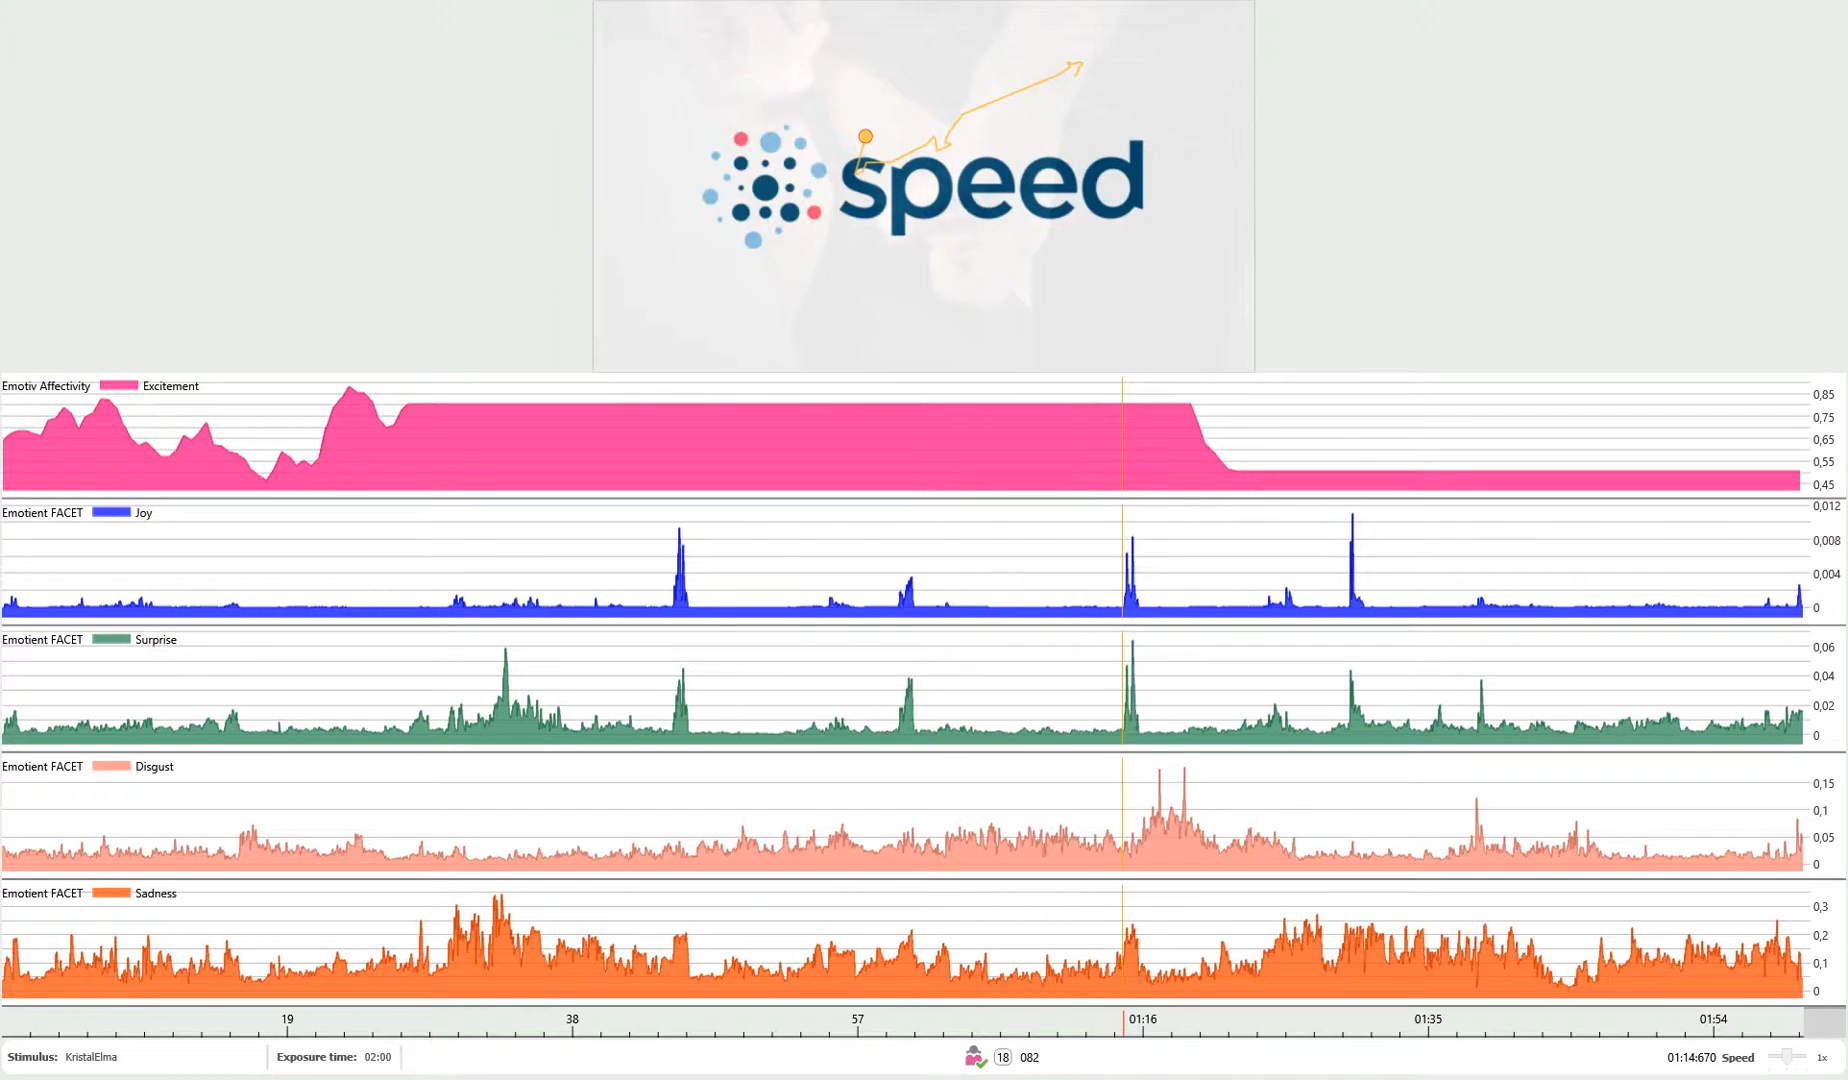 speed
Emotiv Affectivity Excitement
0,85
0,75
0,65
0,55
0,45
Emotient FACET Joy
0,012
0,008
0,004
0
Emotient FACET Surprise
0,06
0,04
0,02
0
Emotient FACET Disgust
0,15
0,1
0,05
0
Emotient FACET Sadness
0,3
0,2
0,1
0
19 38 57 01:16 01:35 01:54
Stimulus: KristalElma Exposure time: 02:00 18 082 01:14:670 Speed 1x